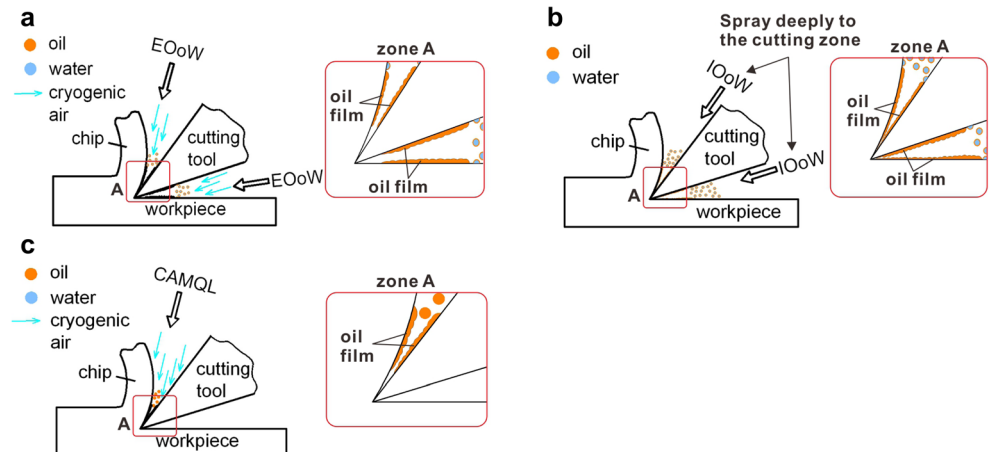 a
oil
water
cryogenic
air
EOoW
chip
cutting
tool
A
EOoW
workpiece
zone A
oil
film
oil film
b
oil
water
Spray deeply to
the cutting zone
IOoW
cutting
tool
A
IOoW
workpiece
zone A
oil
film
oil film
c
oil
water
cryogenic
air
CAMQL
chip
cutting
tool
A
workpiece
zone A
oil
film